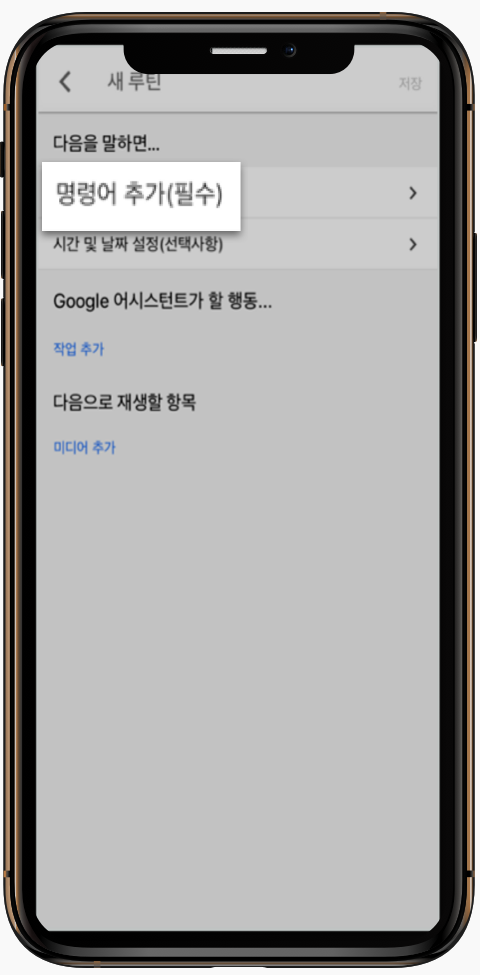 새 루틴
저장
다음을 말하면...
명령어 추가(필수)
시간 및 날짜 설정(선택사항)
Google 어시스턴트가 할 행동...
작업 추가
다음으로 재생할 항목
미디어 추가